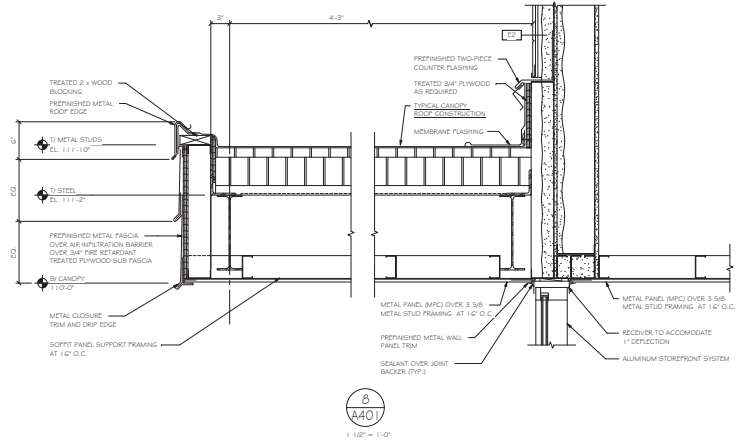 3"
4'-3"
E2
PREFINISHED TWO-PIECE
COUNTER FLASHING
TREATED 3/4" PLYWOOD
AS REQUIRED
TYPICAL CANOPY
ROOF CONSTRUCTION
MEMBRANE FLASHING
TREATED 2 x WOOD
BLOCKING
PREFINISHED METAL
ROOF EDGE
6"
T/ METAL STUDS
EL. 111'-10"
EQ.
T/ STEEL
EL. 111'-2"
EQ.
PREFINISHED METAL FASCIA
OVER AIR INFILTRATION BARRIER
OVER 3/4" FIRE RETARDANT
TREATED PLYWOOD SUB FASCIA
B/ CANOPY
110'-0"
METAL CLOSURE
TRIM AND DRIP EDGE
SOFFIT PANEL SUPPORT FRAMING
AT 16" O.C.
METAL PANEL (MPC) OVER 3 5/8
METAL STUD FRAMING AT 16" O.C.
PREFINISHED METAL WALL
PANEL TRIM
SEALANT OVER JOINT
BACKER (TYP.)
METAL PANEL (MPC) OVER 3 5/8
METAL STUD FRAMING AT 16" O.C.
RECEIVER TO ACCOMODATE
1" DEFLECTION
ALUMINUM STOREFRONT SYSTEM
8
A401
1 1/2" = 1'-0"